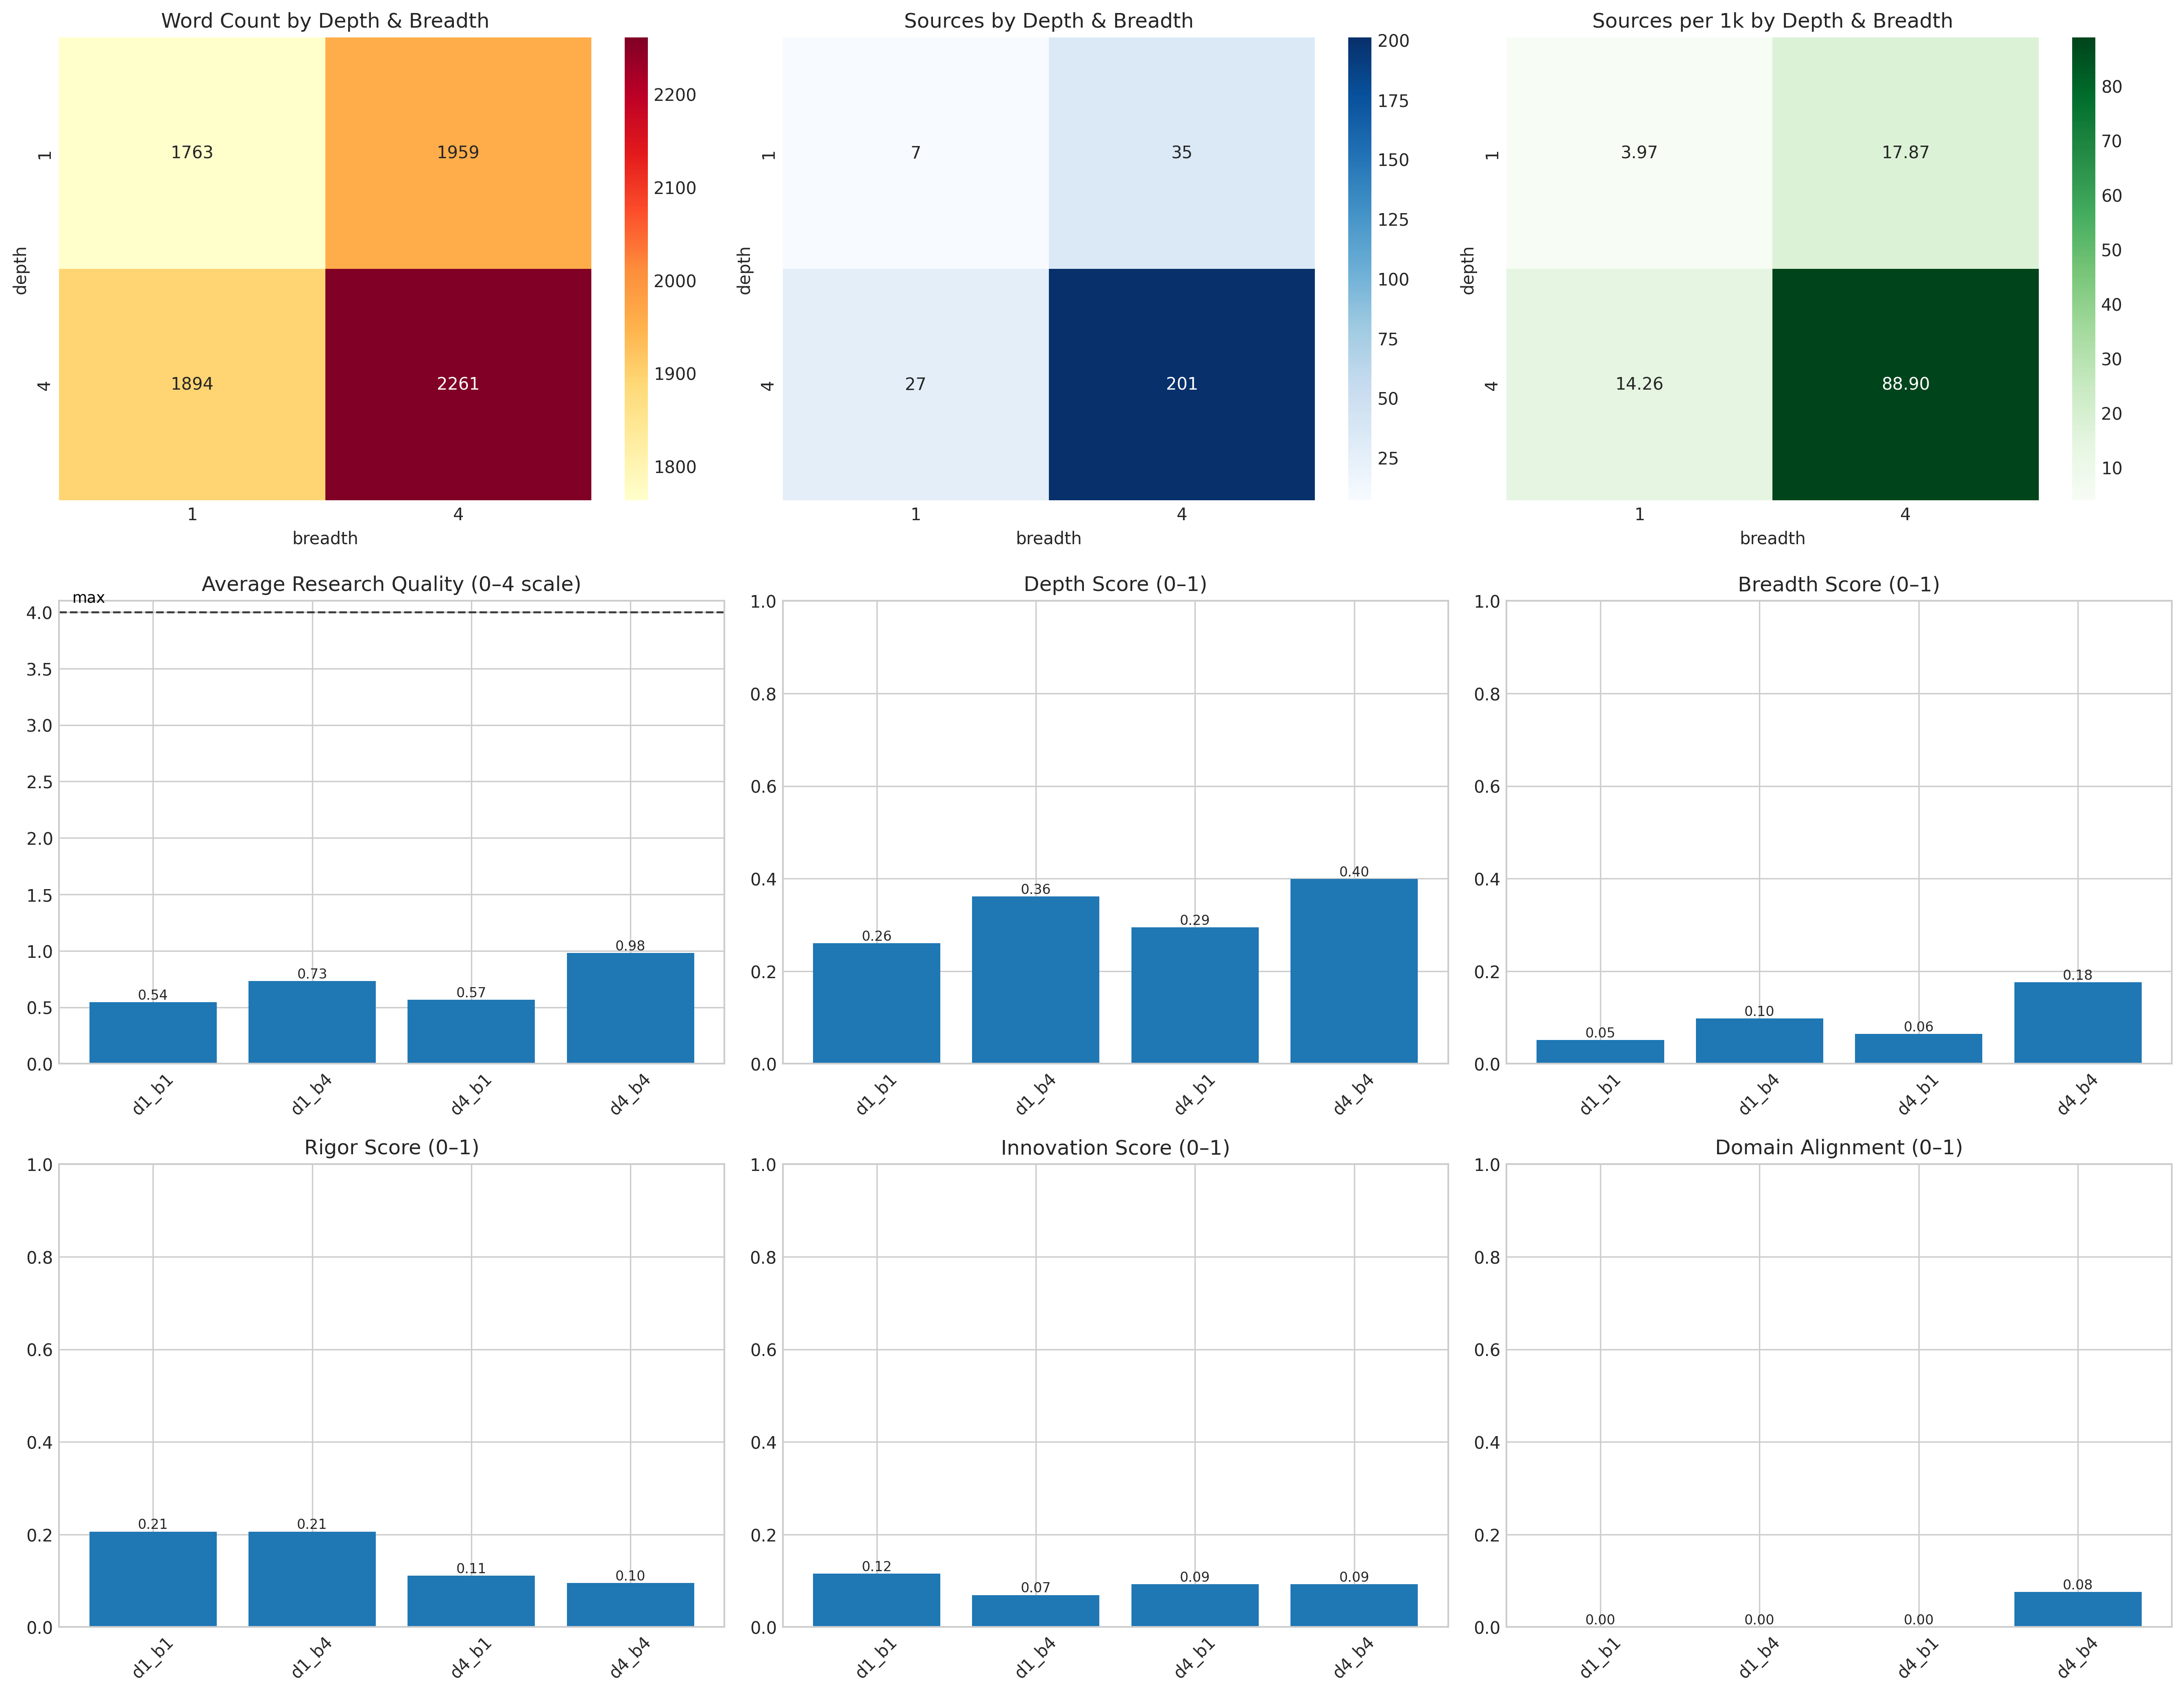 Word Count by Depth & Breadth
1763 1959
1894 2261
1
4
depth
1 4
breadth
2200
2100
2000
1900
1800
Sources by Depth & Breadth
7 35
27 201
1
4
depth
1 4
breadth
200
175
150
125
100
75
50
25
Sources per 1k by Depth & Breadth
3.97 17.87
14.26 88.90
1
4
depth
1 4
breadth
80
70
60
50
40
30
20
10
Average Research Quality (0–4 scale)
max
4.0
3.5
3.0
2.5
2.0
1.5
1.0
0.5
0.0
0.54 0.73 0.57 0.98
d1_b1 d1_b4 d4_b1 d4_b4
Depth Score (0–1)
1.0
0.8
0.6
0.4
0.2
0.0
0.26 0.36 0.29 0.40
d1_b1 d1_b4 d4_b1 d4_b4
Breadth Score (0–1)
1.0
0.8
0.6
0.4
0.2
0.0
0.05 0.10 0.06 0.18
d1_b1 d1_b4 d4_b1 d4_b4
Rigor Score (0–1)
1.0
0.8
0.6
0.4
0.2
0.0
0.21 0.21 0.11 0.10
d1_b1 d1_b4 d4_b1 d4_b4
Innovation Score (0–1)
1.0
0.8
0.6
0.4
0.2
0.0
0.12 0.07 0.09 0.09
d1_b1 d1_b4 d4_b1 d4_b4
Domain Alignment (0–1)
1.0
0.8
0.6
0.4
0.2
0.0
0.00 0.00 0.00 0.08
d1_b1 d1_b4 d4_b1 d4_b4